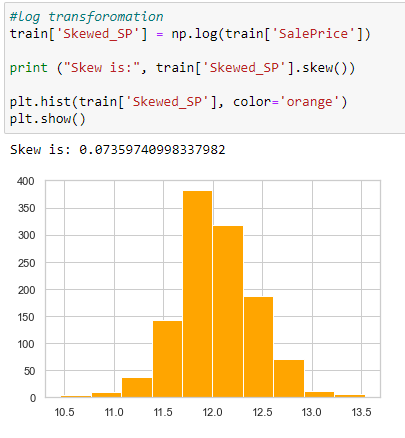 #log transforomation
train['Skewed_SP'] = np.log(train['SalePrice'])
print ("Skew is:", train['Skewed_SP'].skew())
plt.hist(train['Skewed_SP'], color='orange')
plt.show()
Skew is: 0.07359740998337982
400
350
300
250
200
150
100
50
0
10.5 11.0 11.5 12.0 12.5 13.0 13.5